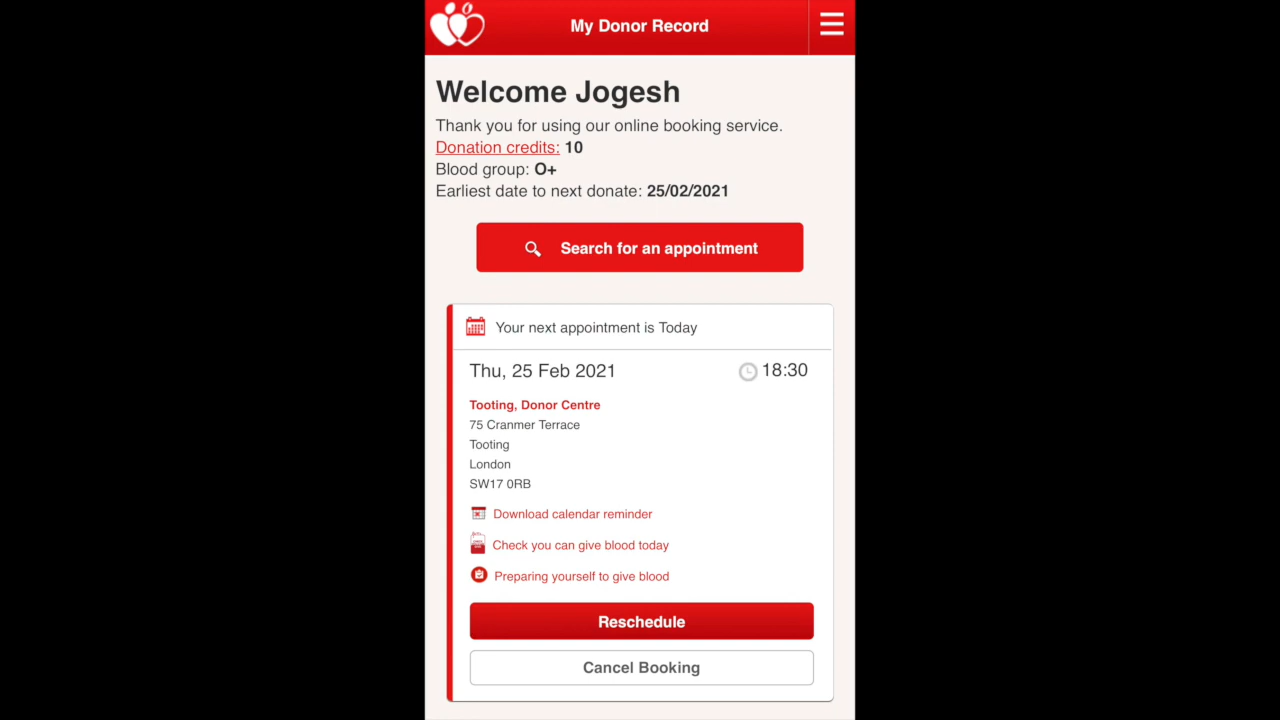 My Donor Record
Welcome Jogesh
Thank you for using our online booking service.
Donation credits: 10
Blood group: O+
Earliest date to next donate: 25/02/2021
Search for an appointment
Your next appointment is Today
Thu, 25 Feb 2021 18:30
Tooting, Donor Centre
75 Cranmer Terrace
Tooting
London
SW17 0RB
Download calendar reminder
Check you can give blood today
Preparing yourself to give blood
Reschedule
Cancel Booking